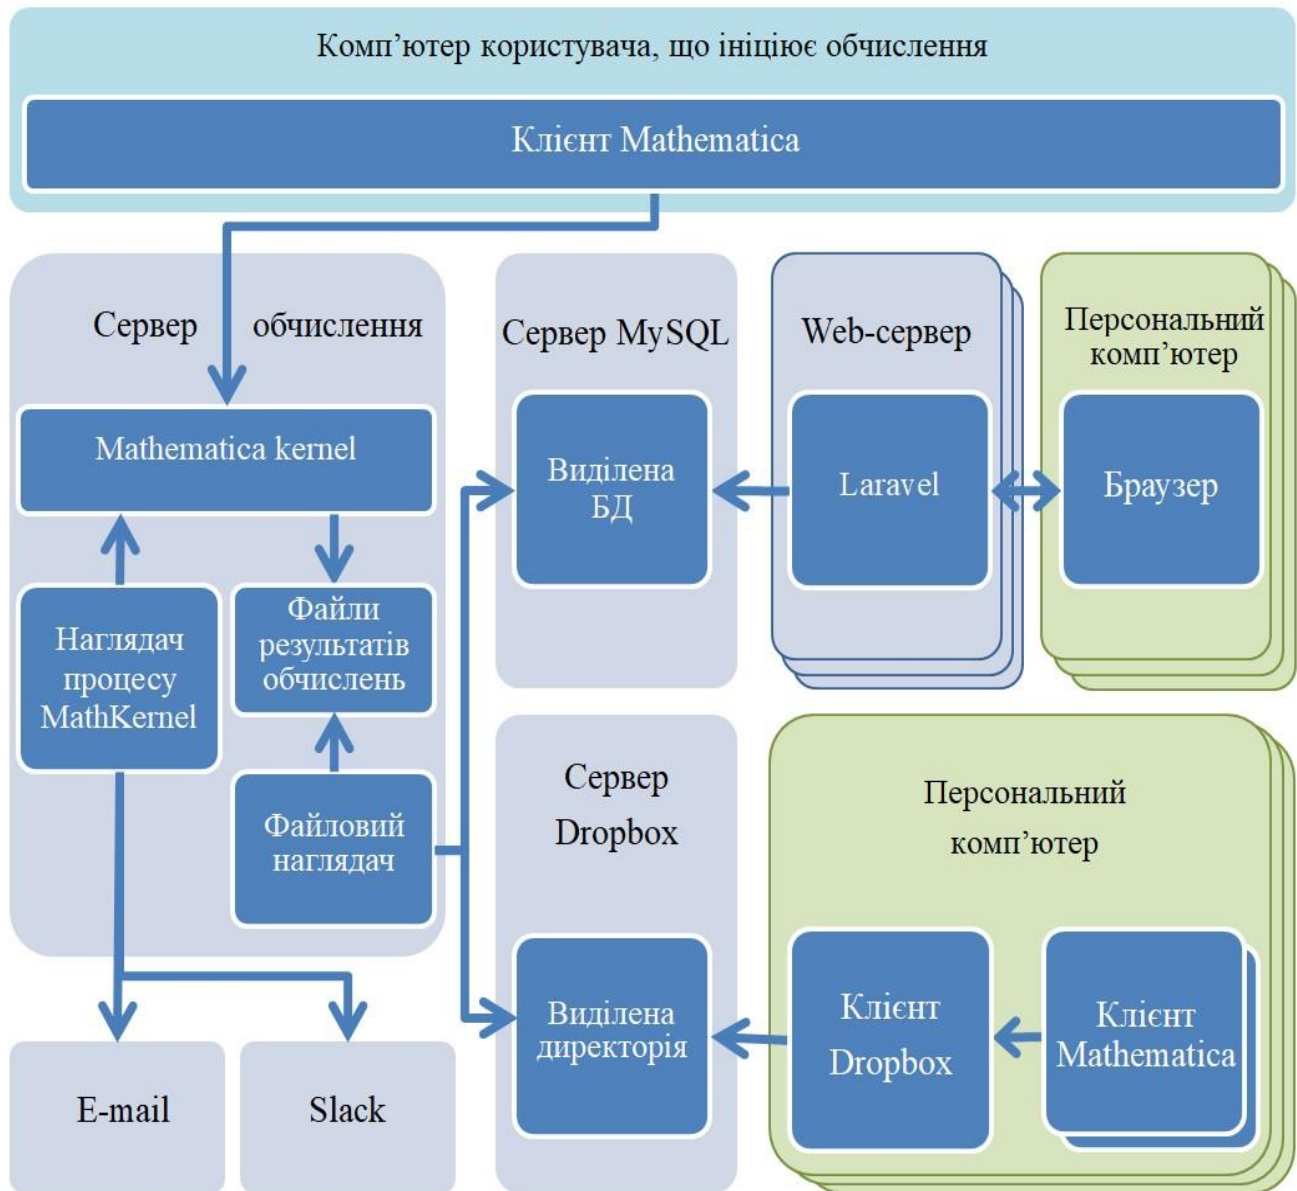 Комп’ютер користувача, що ініціює обчислення
Клієнт Mathematica
Сервер обчислення
Mathematica kernel
Наглядач
процесу
MathKernel
Файли
результатів
обчислень
Файловий
наглядач
E-mail
Slack
Сервер MySQL
Виділена
БД
Web-сервер
Laravel
Персональний
комп’ютер
Браузер
Сервер
Dropbox
Виділена
директорія
Персональний
комп’ютер
Клієнт
Dropbox
Клієнт
Mathematica